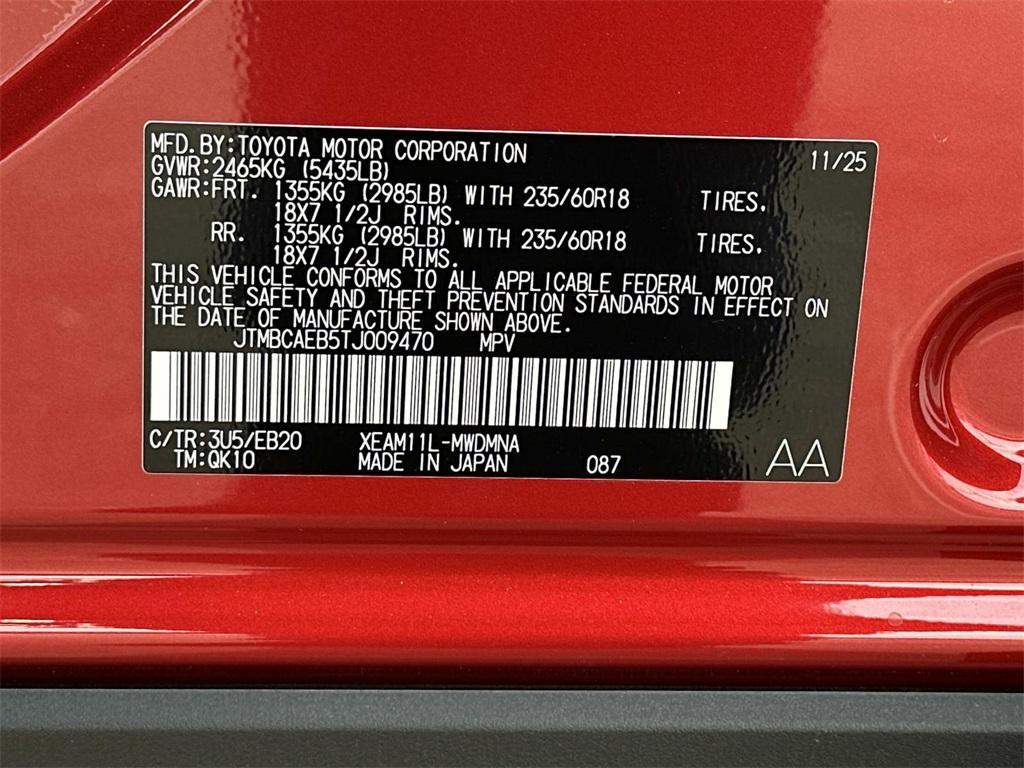 MFD.BY:TOYOTA MOTOR CORPORATION 11/25
GVWR:2465KG (5435LB)
GAWR:FRT. 1355KG (2985LB) WITH 235/60R18 TIRES,
18X7 1/2J RIMS.
RR. 1355KG (2985LB) WITH 235/60R18 TIRES,
18X7 1/2J RIMS.
THIS VEHICLE CONFORMS TO ALL APPLICABLE FEDERAL MOTOR
VEHICLE SAFETY AND THEFT PREVENTION STANDARDS IN EFFECT ON
THE DATE OF MANUFACTURE SHOWN ABOVE.
JTMBCAEB5TJ009470 MPV
C/TR:3U5/EB20 XEAM11L-MWDMNA
TM:QK10 MADE IN JAPAN 087 AA